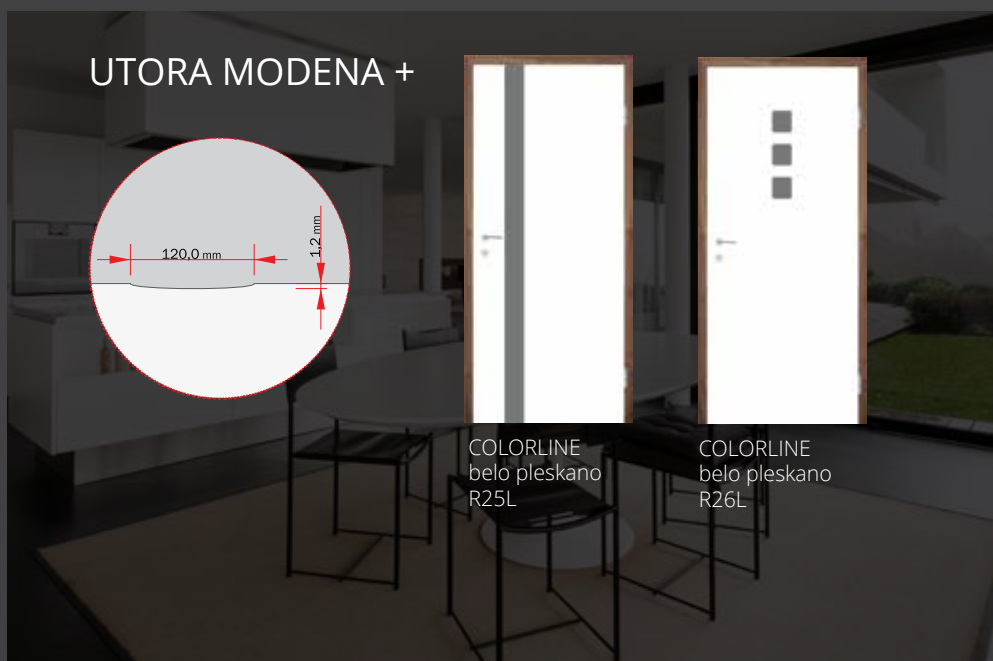 UTORA MODENA +
120,0 mm
1,2 mm
COLORLINE
belo pleskano
R25L
COLORLINE
belo pleskano
R26L